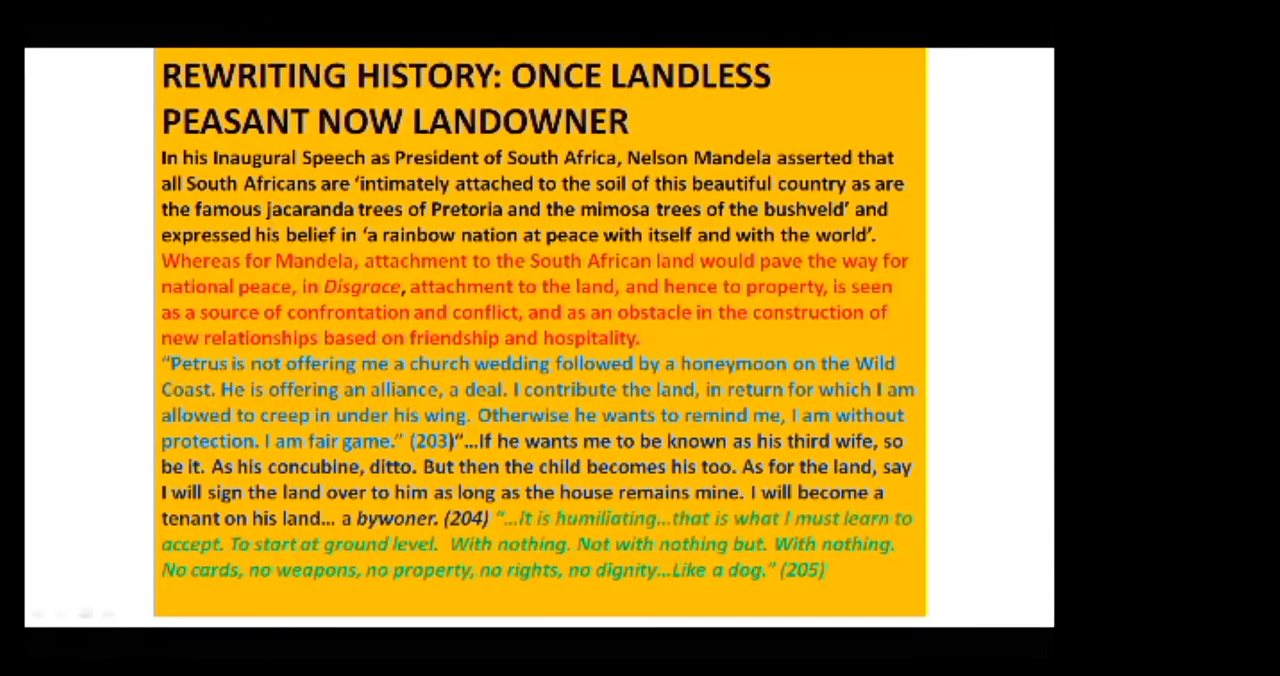 REWRITING HISTORY: ONCE LANDLESS
PEASANT NOW LANDOWNER
In his Inaugural Speech as President of South Africa, Nelson Mandela asserted that
all South Africans are ‘intimately attached to the soil of this beautiful country as are
the famous jacaranda trees of Pretoria and the mimosa trees of the bushveld’ and
expressed his belief in ‘a rainbow nation at peace with itself and with the world’.
Whereas for Mandela, attachment to the South African land would pave the way for
national peace, in Disgrace, attachment to the land, and hence to property, is seen
as a source of confrontation and conflict, and as an obstacle in the construction of
new relationships based on friendship and hospitality.
“Petrus is not offering me a church wedding followed by a honeymoon on the Wild
Coast. He is offering an alliance, a deal. I contribute the land, in return for which I am
allowed to creep in under his wing. Otherwise he wants to remind me, I am without
protection. I am fair game.” (203)“…If he wants me to be known as his third wife, so
be it. As his concubine, ditto. But then the child becomes his too. As for the land, say
I will sign the land over to him as long as the house remains mine. I will become a
tenant on his land… a bywoner. (204) “…It is humiliating…that is what I must learn to
accept. To start at ground level.  With nothing. Not with nothing but. With nothing.
No cards, no weapons, no property, no rights, no dignity…Like a dog.” (205)